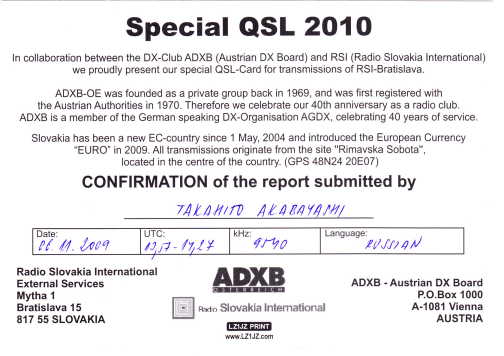 Special QSL 2010
In collaboration between the DX-Club ADXB (Austrian DX Board) and RSI (Radio Slovakia International)
we proudly present our special QSL-Card for transmissions of RSI-Bratislava.
ADXB-OE was founded as a private group back in 1969, and was first registered with
the Austrian Authorities in 1970. Therefore we celebrate our 40th anniversary as a radio club.
ADXB is a member of the German speaking DX-Organisation AGDX, celebrating 40 years of service.
Slovakia has been a new EC-country since 1 May, 2004 and introduced the European Currency
"EURO" in 2009. All transmissions originate from the site "Rimavska Sobota",
located in the centre of the country. (GPS 48N24 20E07)
CONFIRMATION of the report submitted by
TAKAHITO AKABAYASHI
Date: UTC: kHz: Language:
06.11.2009 9540 RUSSIAN
Radio Slovakia International
External Services
Mytna 1
Bratislava 15
817 55 SLOVAKIA
ADXB
ÖSTERREICH
Radio Slovakia International
LZ1JZ PRINT
www.LZ1JZ.com
ADXB - Austrian DX Board
P.O.Box 1000
A-1081 Vienna
AUSTRIA